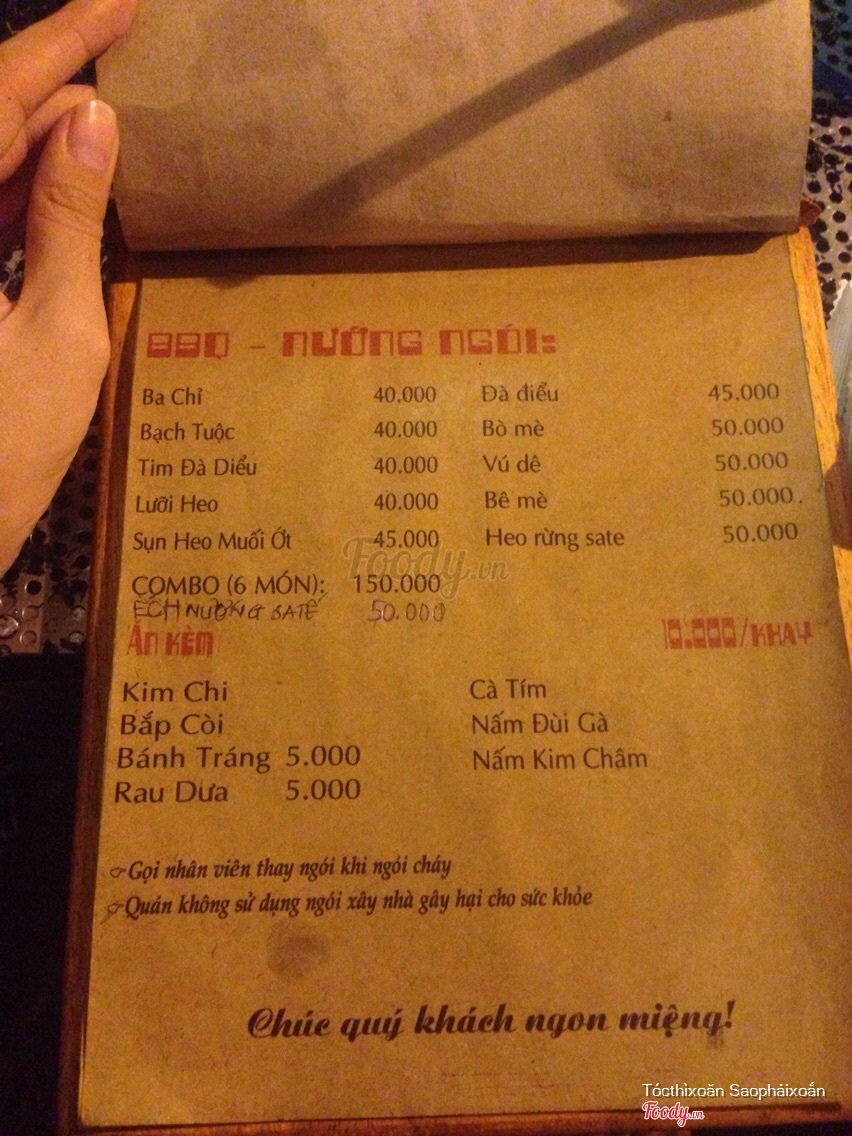 BBQ - NƯỚNG NGÓI:
Ba Chỉ 40.000 Đà điểu 45.000
Bạch Tuộc 40.000 Bò mè 50.000
Tim Đà Diểu 40.000 Vú dê 50.000
Lưỡi Heo 40.000 Bê mè 50.000.
Sụn Heo Muối Ớt 45.000 Heo rừng sate 50.000
COMBO (6 MÓN): 150.000
ẾCH NƯỚNG SATẾ 50.000
ĂN KÈM 10.000/KHAY
Kim Chi Cà Tím
Bắp Còi Nấm Đùi Gà
Bánh Tráng 5.000 Nấm Kim Châm
Rau Dưa 5.000
Gọi nhân viên thay ngói khi ngói cháy
Quán không sử dụng ngói xây nhà gây hại cho sức khỏe
Chúc quý khách ngon miệng!
Foody.vn
Tócthixoăn Saophảixoắn
Foody.vn